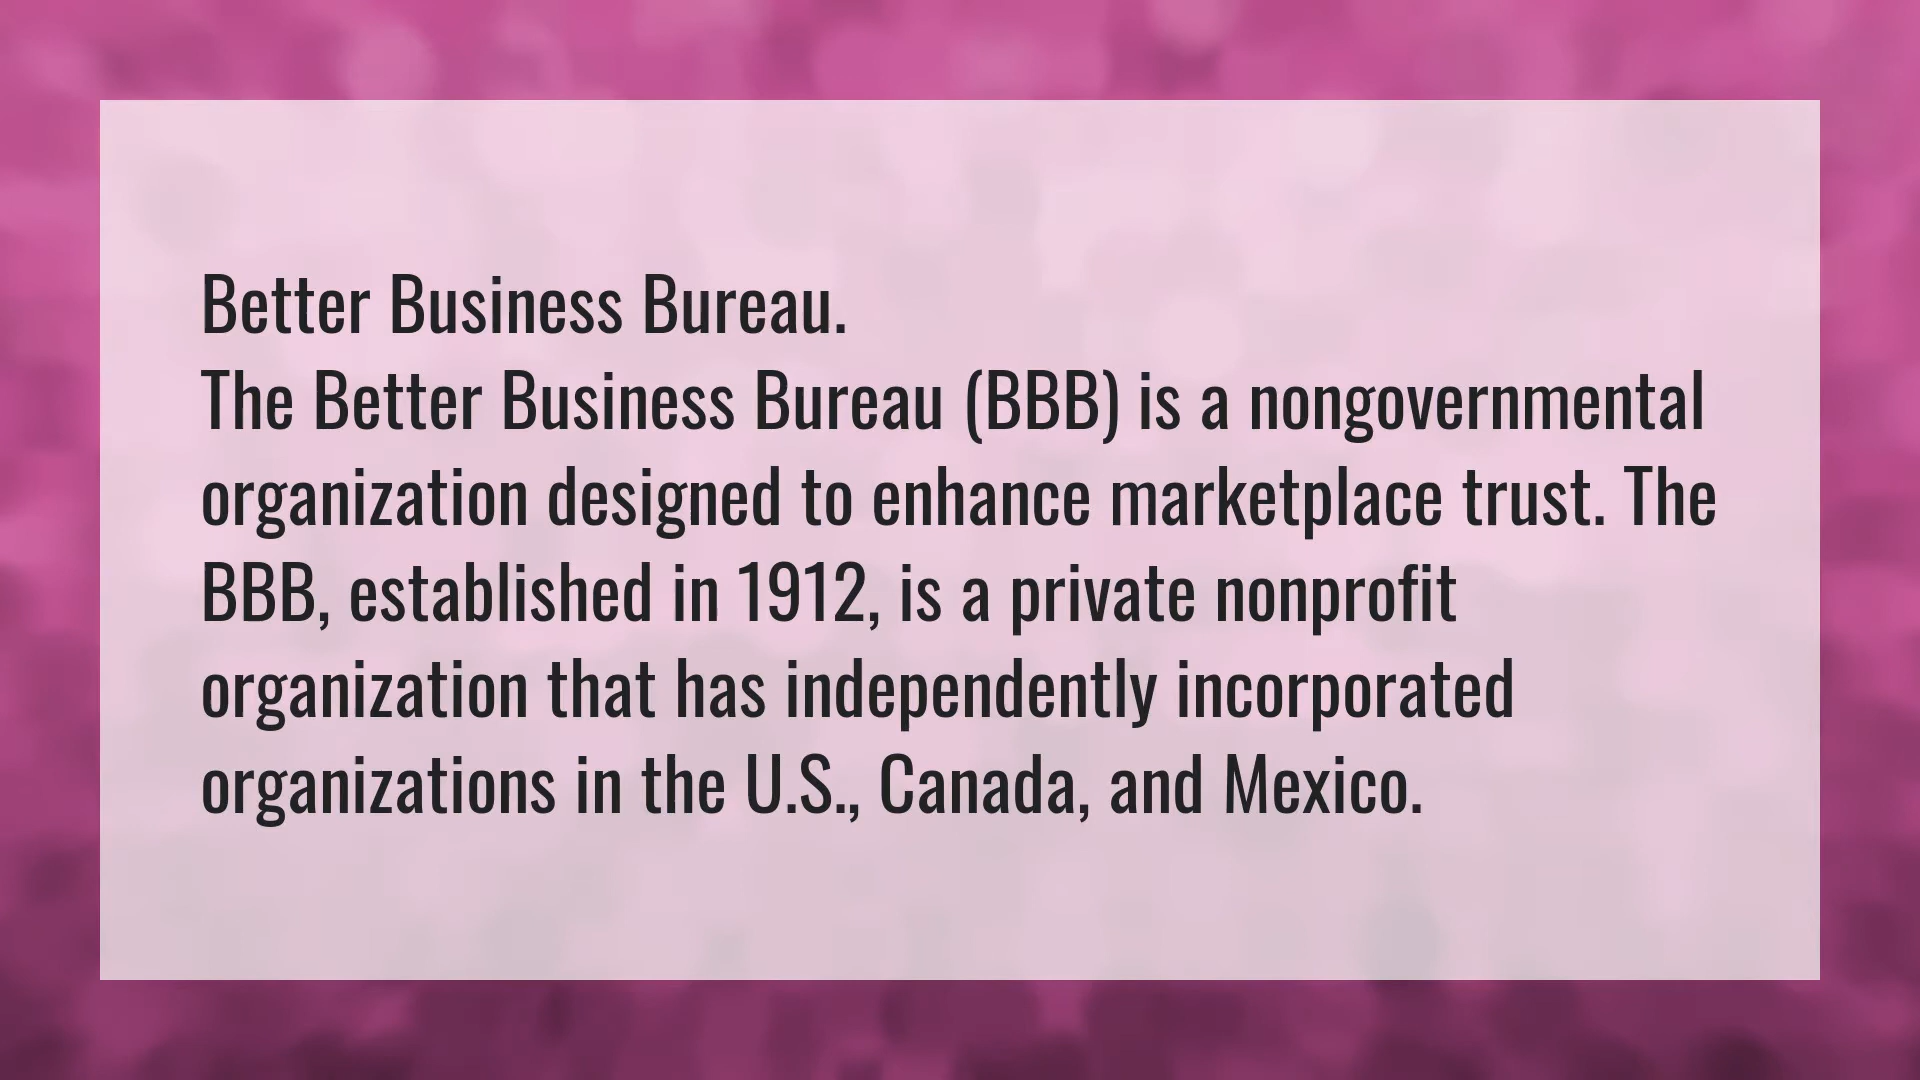 Better Business Bureau.
The Better Business Bureau (BBB) is a nongovernmental
organization designed to enhance marketplace trust. The
BBB, established in 1912, is a private nonprofit
organization that has independently incorporated
organizations in the U.S., Canada, and Mexico.